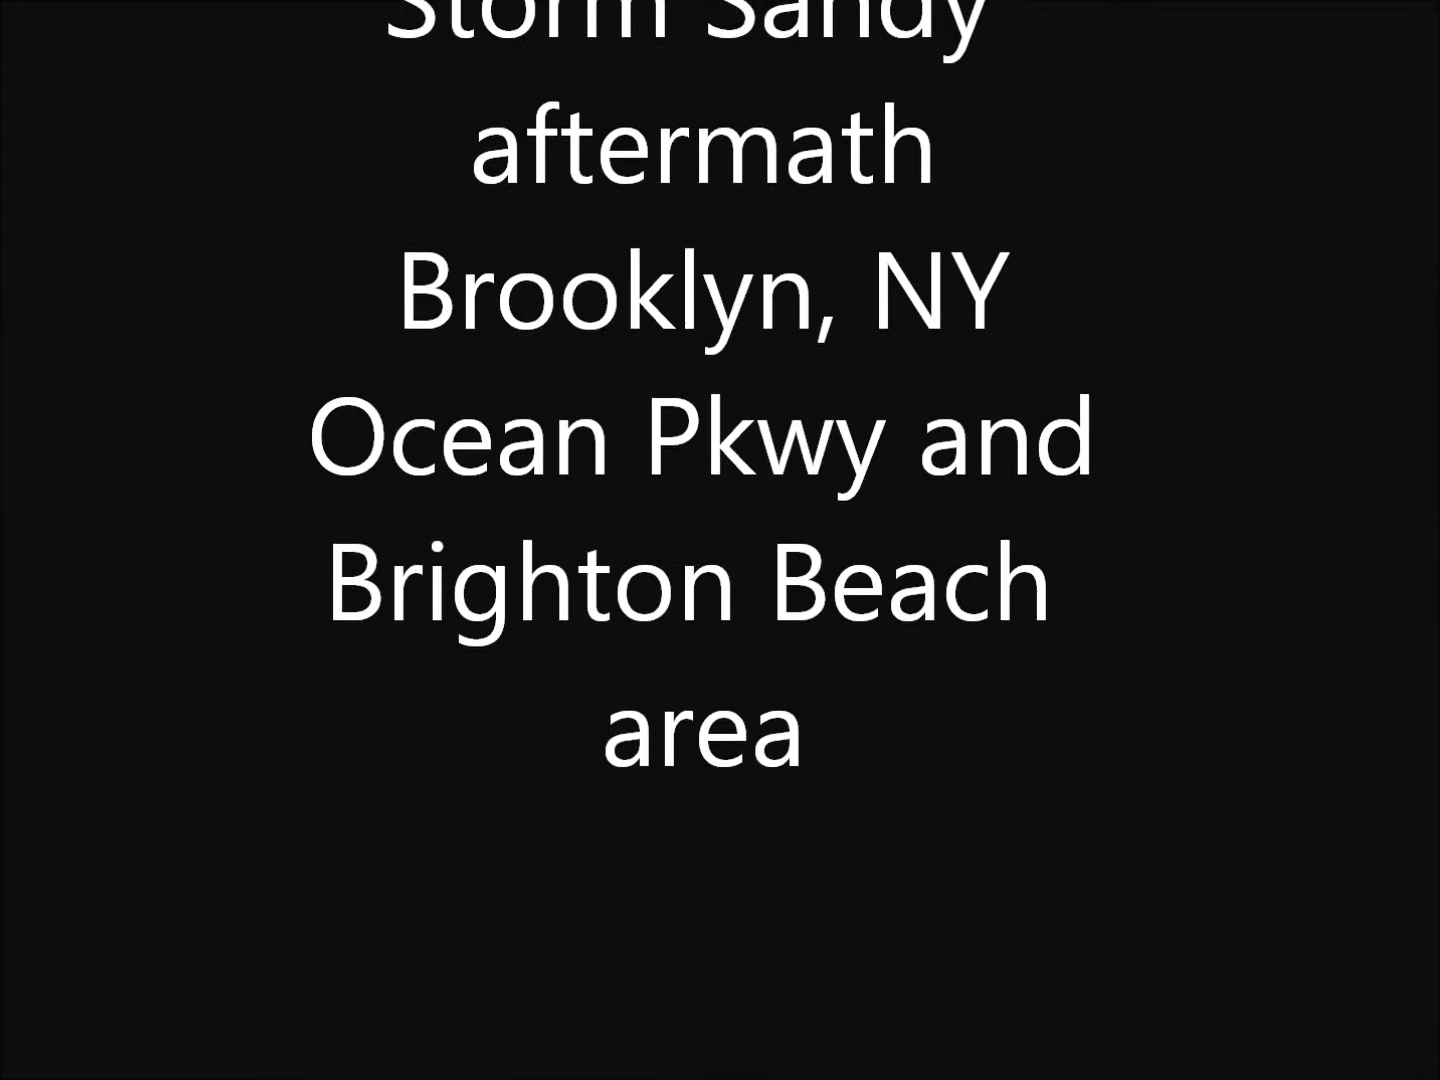 Storm Sandy
aftermath
Brooklyn, NY
Ocean Pkwy and
Brighton Beach
area